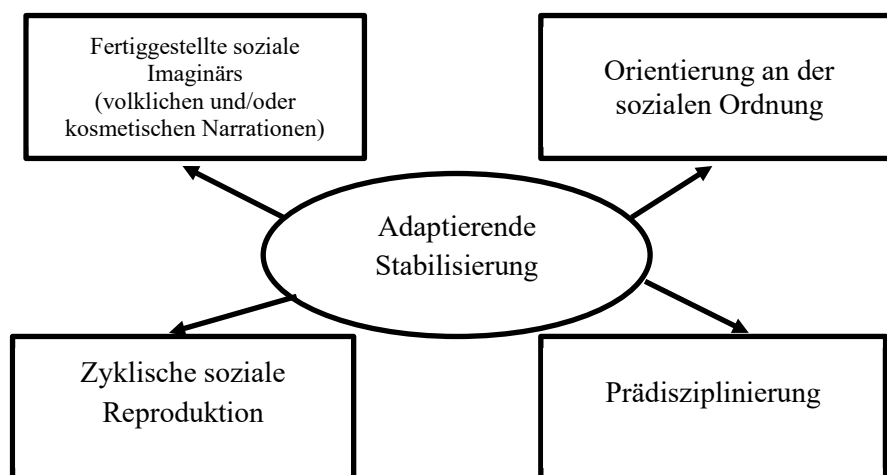 Fertiggestellte soziale
Imaginärs
(volklichen und/oder
kosmetischen Narrationen)
Orientierung an der
sozialen Ordnung
Adaptierende
Stabilisierung
Zyklische soziale
Reproduktion
Prädisziplinierung